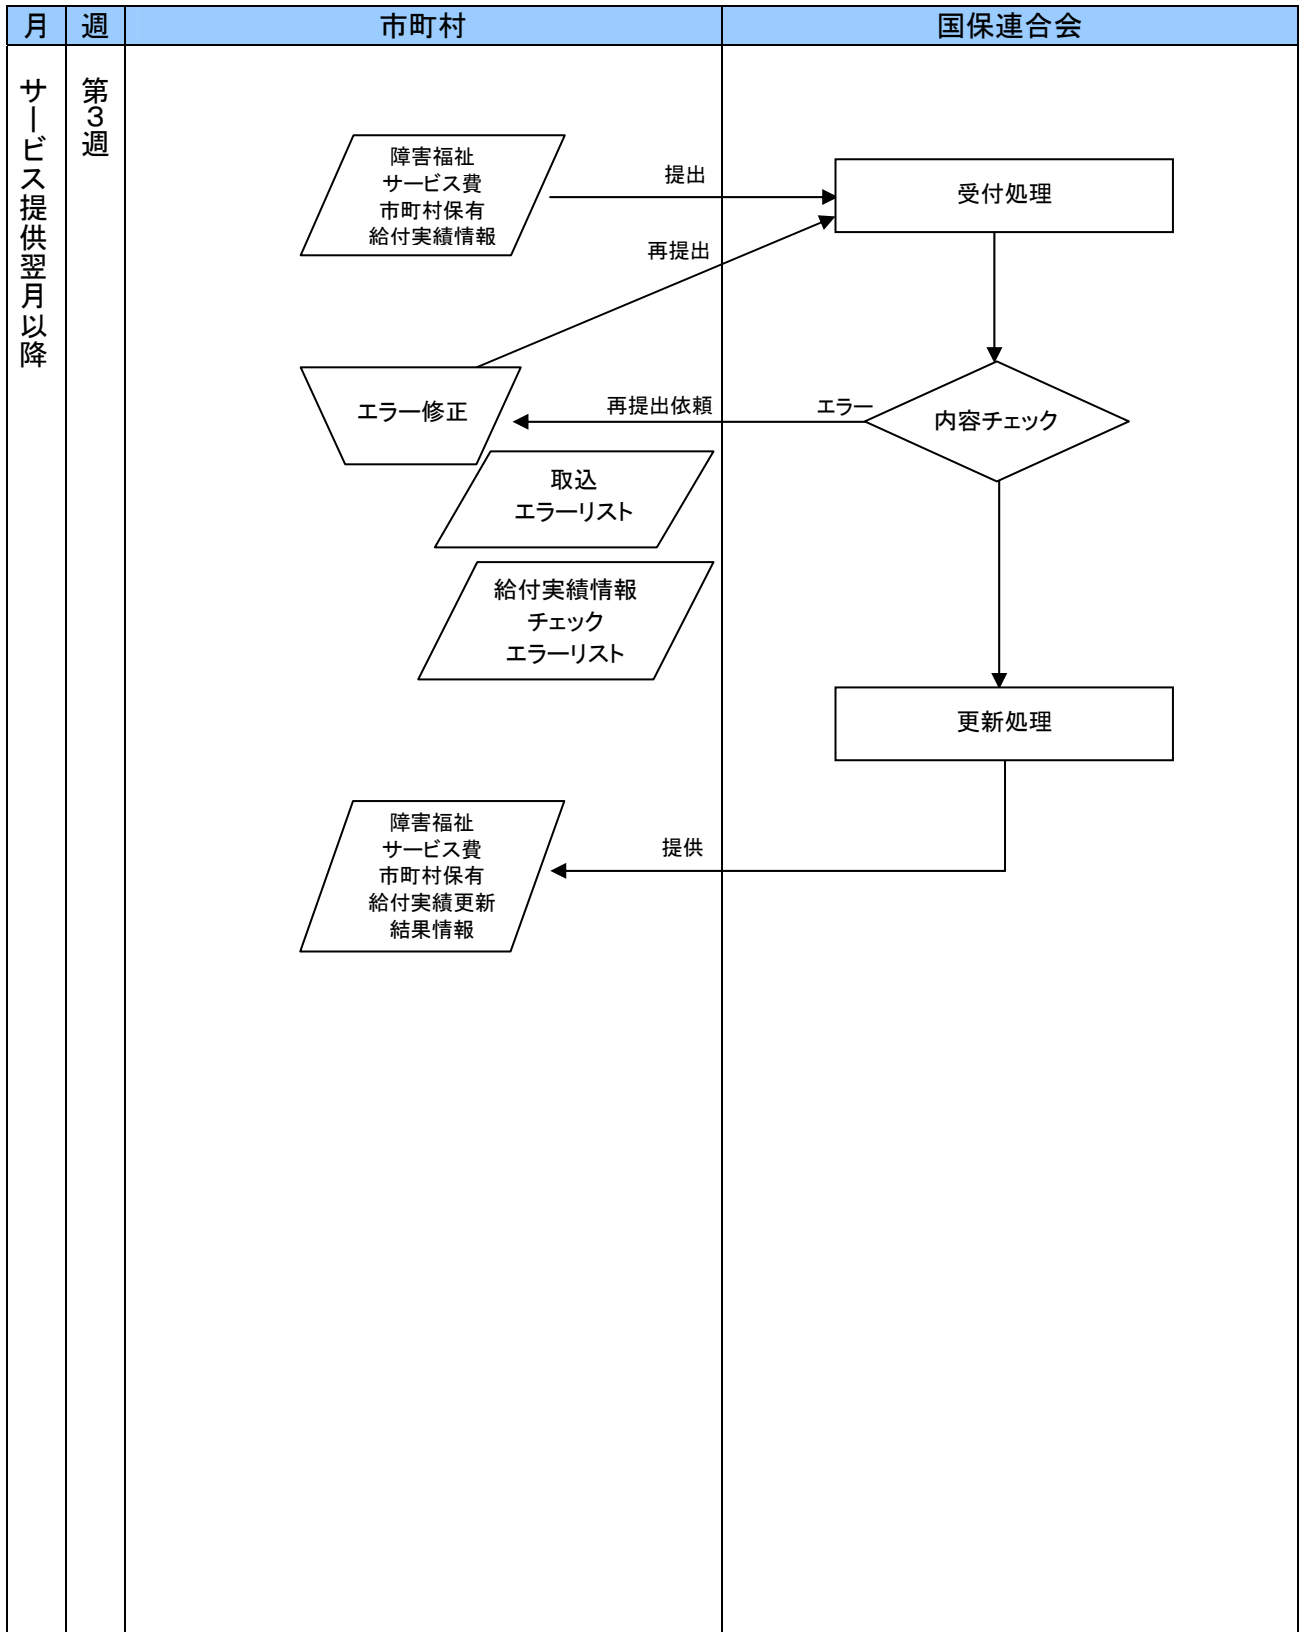 月 週 市町村 国保連合会
サービス提供翌月以降
第3週
障害福祉
サービス費
市町村保有
給付実績情報
提出
受付処理
再提出
エラー修正
再提出依頼
エラー
内容チェック
取込
エラーリスト
給付実績情報
チェック
エラーリスト
更新処理
障害福祉
サービス費
市町村保有
給付実績更新
結果情報
提供